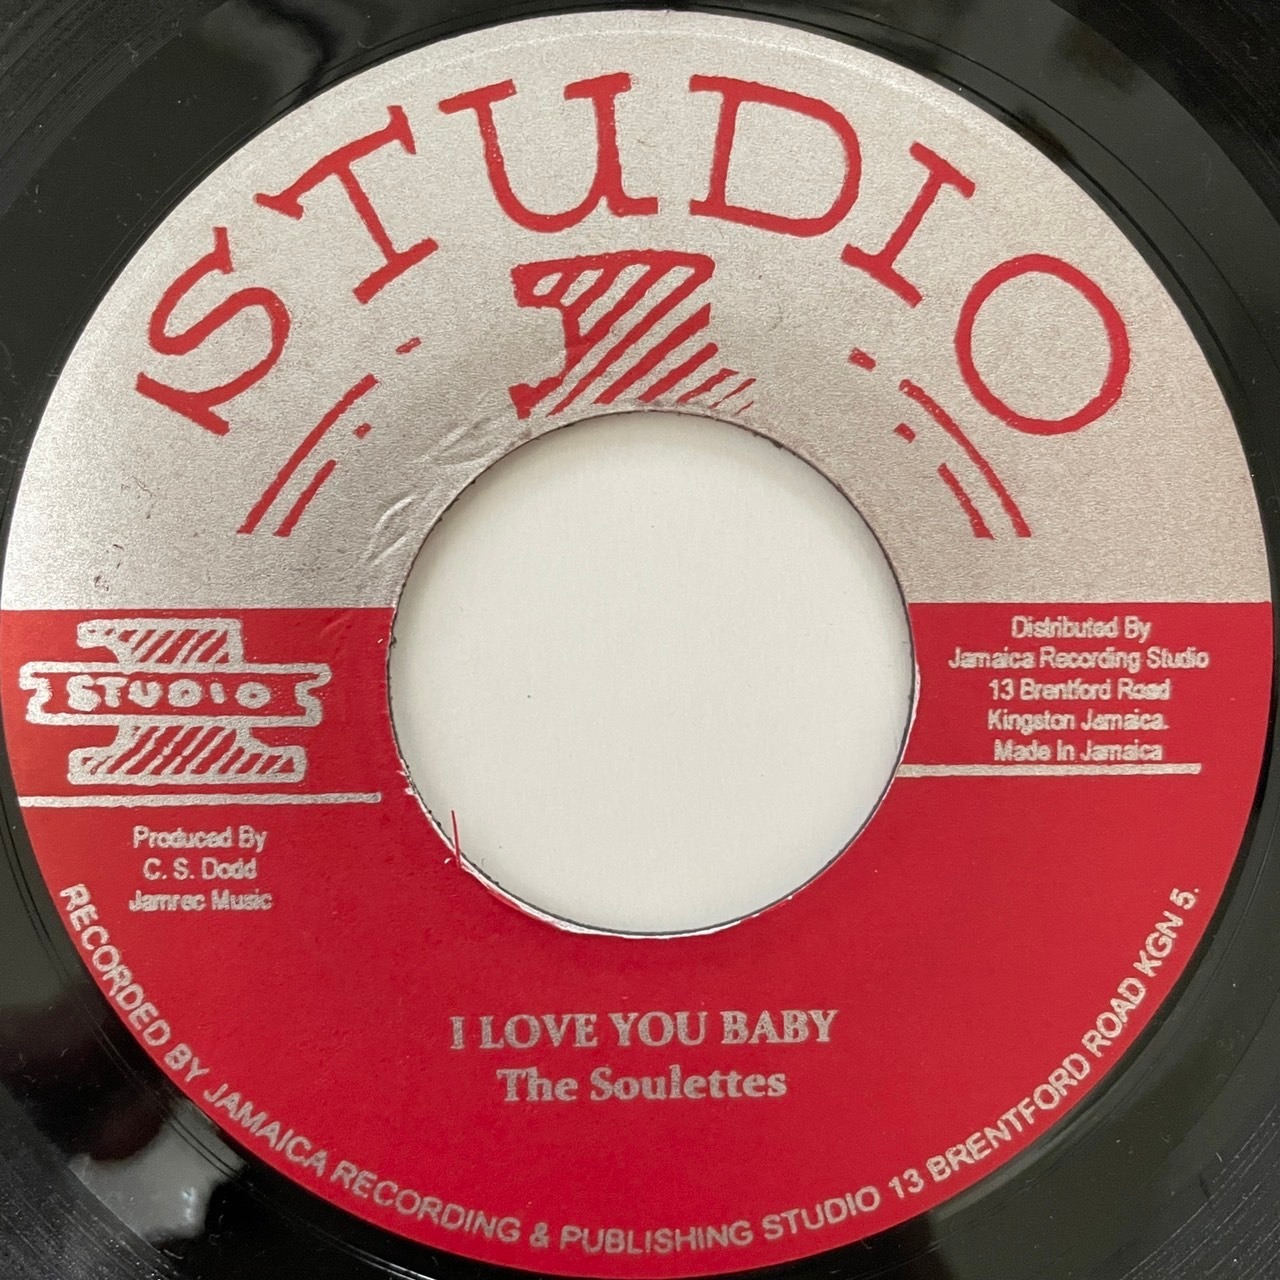 STUDIO
1
STUDIO
Distributed By
Jamaica Recording Studio
13 Brentford Road
Kingston Jamaica.
Made In Jamaica
Produced By
C. S. Dodd
Jamrec Music
I LOVE YOU BABY
The Soulettes
RECORDED BY JAMAICA RECORDING & PUBLISHING STUDIO 13 BRENTFORD ROAD KGN 5.